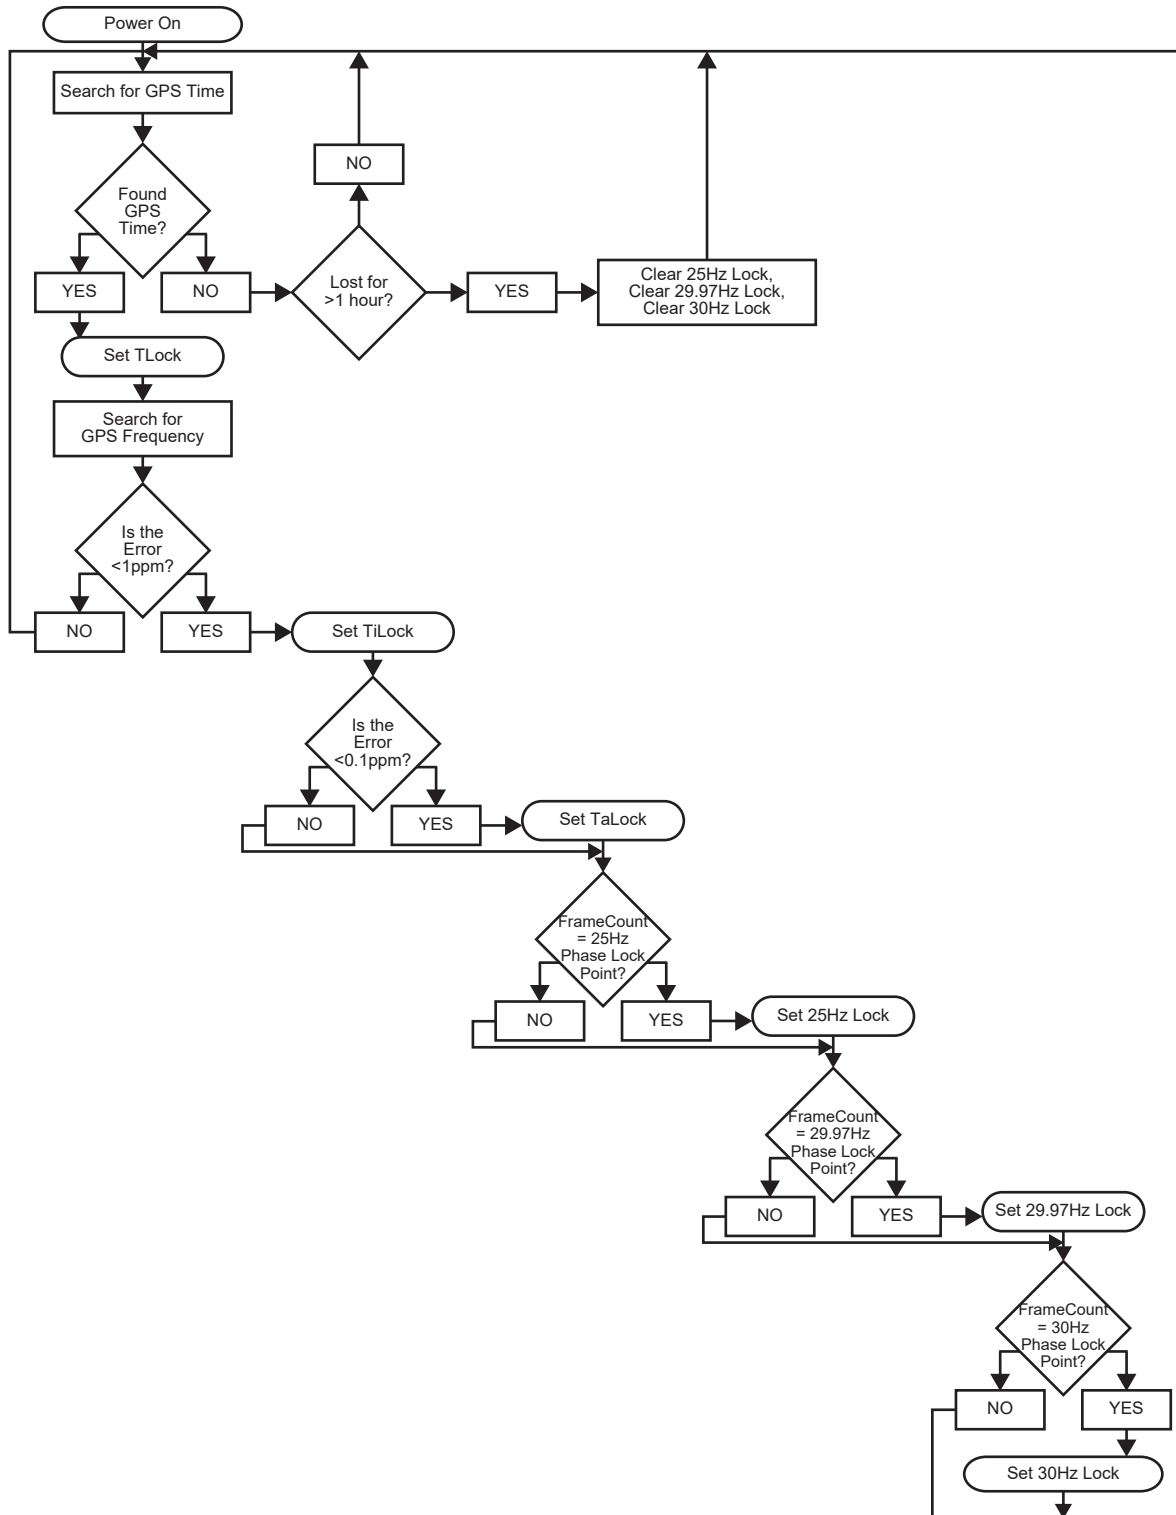 Power On
Search for GPS Time
Found
GPS
Time?
YES
NO
Lost for
>1 hour?
NO
YES
Clear 25Hz Lock,
Clear 29.97Hz Lock,
Clear 30Hz Lock
Set TLock
Search for
GPS Frequency
Is the
Error
<1ppm?
NO
YES
Set TiLock
Is the
Error
<0.1ppm?
NO
YES
Set TaLock
FrameCount
= 25Hz
Phase Lock
Point?
NO
YES
Set 25Hz Lock
FrameCount
= 29.97Hz
Phase Lock
Point?
NO
YES
Set 29.97Hz Lock
FrameCount
= 30Hz
Phase Lock
Point?
NO
YES
Set 30Hz Lock